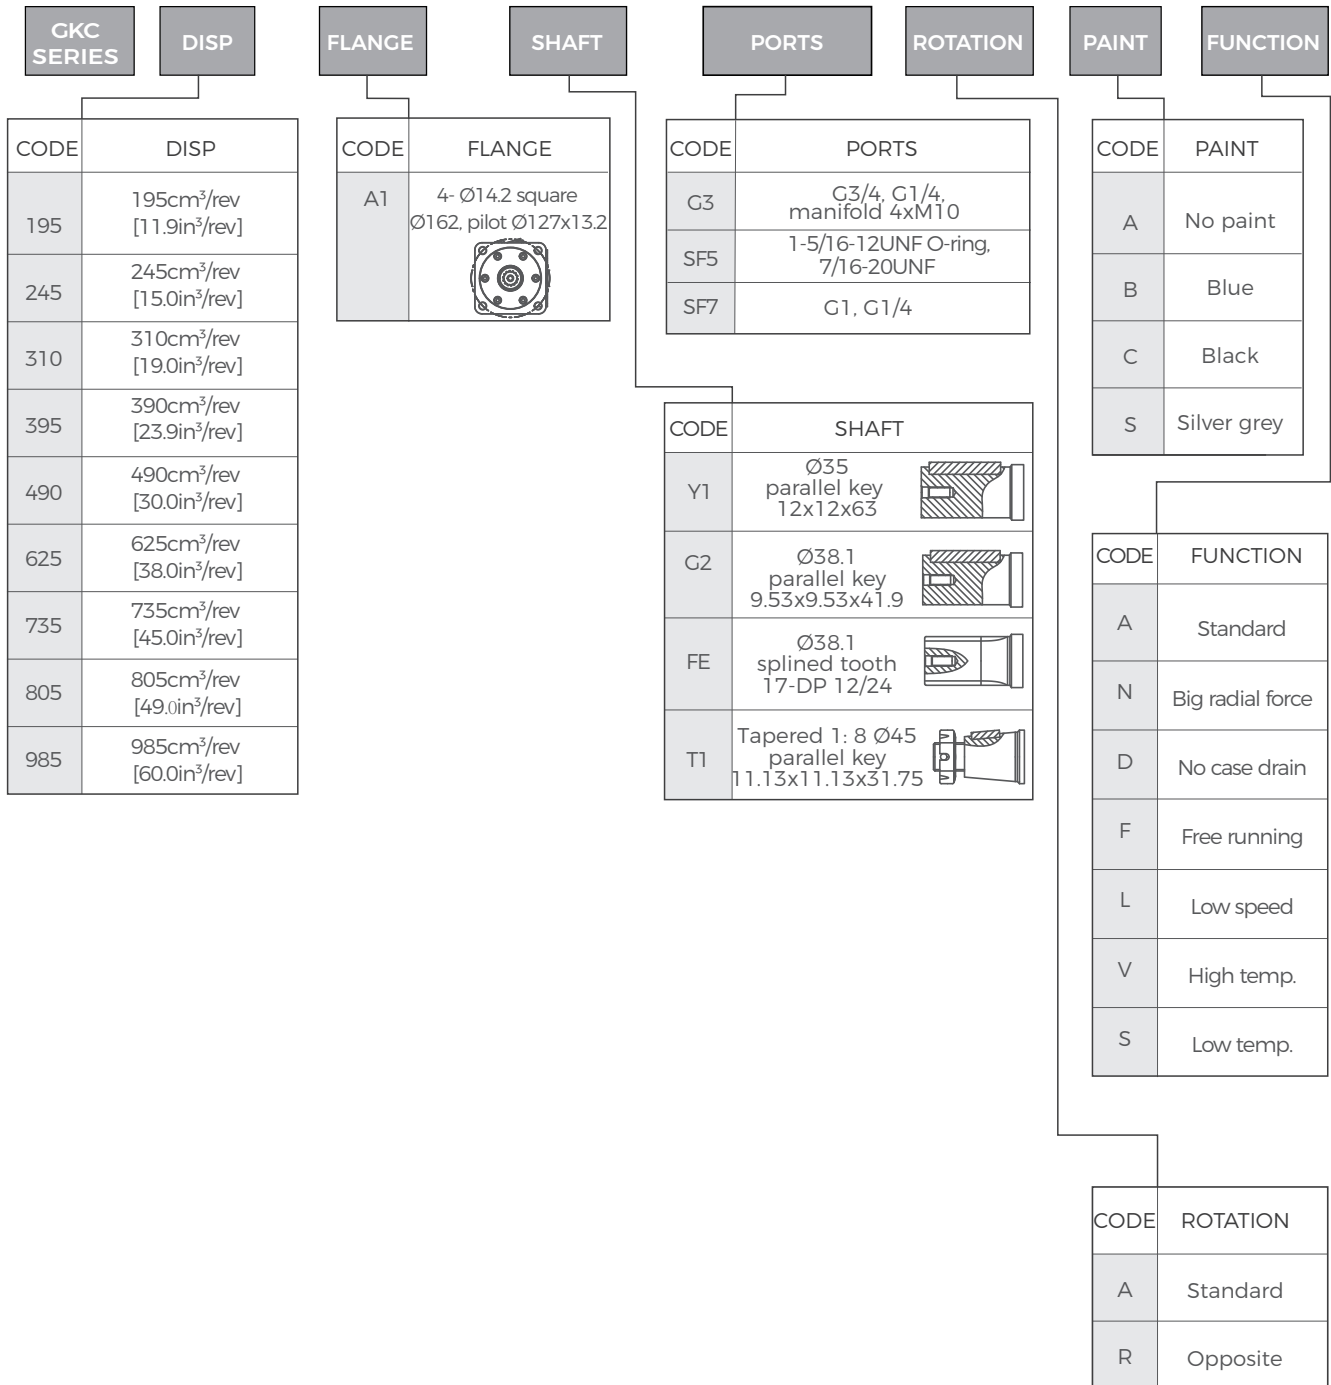 GKC
SERIES
DISP
FLANGE
SHAFT
PORTS
ROTATION
PAINT
FUNCTION
CODE DISP
195 195cm³/rev
[11.9in³/rev]
245 245cm³/rev
[15.0in³/rev]
310 310cm³/rev
[19.0in³/rev]
395 390cm³/rev
[23.9in³/rev]
490 490cm³/rev
[30.0in³/rev]
625 625cm³/rev
[38.0in³/rev]
735 735cm³/rev
[45.0in³/rev]
805 805cm³/rev
[49.0in³/rev]
985 985cm³/rev
[60.0in³/rev]
CODE FLANGE
A1 4- Ø14.2 square
Ø162, pilot Ø127x13.2
CODE PORTS
G3 G3/4, G1/4,
manifold 4xM10
SF5 1-5/16-12UNF O-ring,
7/16-20UNF
SF7 G1, G1/4
CODE SHAFT
Y1 Ø35
parallel key
12x12x63
G2 Ø38.1
parallel key
9.53x9.53x41.9
FE Ø38.1
splined tooth
17-DP 12/24
T1 Tapered 1: 8 Ø45
parallel key
11.13x11.13x31.75
CODE PAINT
A No paint
B Blue
C Black
S Silver grey
CODE FUNCTION
A Standard
N Big radial force
D No case drain
F Free running
L Low speed
V High temp.
S Low temp.
CODE ROTATION
A Standard
R Opposite